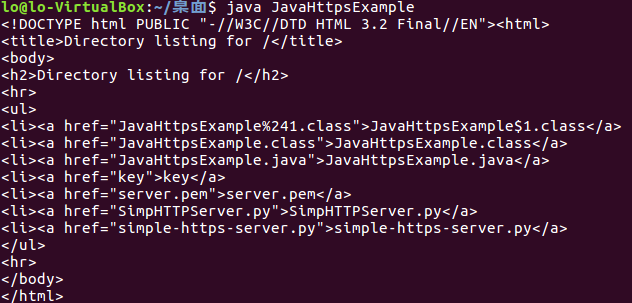 lo@lo-VirtualBox:~/桌面$ java JavaHttpsExample
<!DOCTYPE html PUBLIC "-//W3C//DTD HTML 3.2 Final//EN"><html>
<title>Directory listing for /</title>
<body>
<h2>Directory listing for /</h2>
<hr>
<ul>
<li><a href="JavaHttpsExample%241.class">JavaHttpsExample$1.class</a>
<li><a href="JavaHttpsExample.class">JavaHttpsExample.class</a>
<li><a href="JavaHttpsExample.java">JavaHttpsExample.java</a>
<li><a href="key">key</a>
<li><a href="server.pem">server.pem</a>
<li><a href="SimpHTTPServer.py">SimpHTTPServer.py</a>
<li><a href="simple-https-server.py">simple-https-server.py</a>
</ul>
<hr>
</body>
</html>